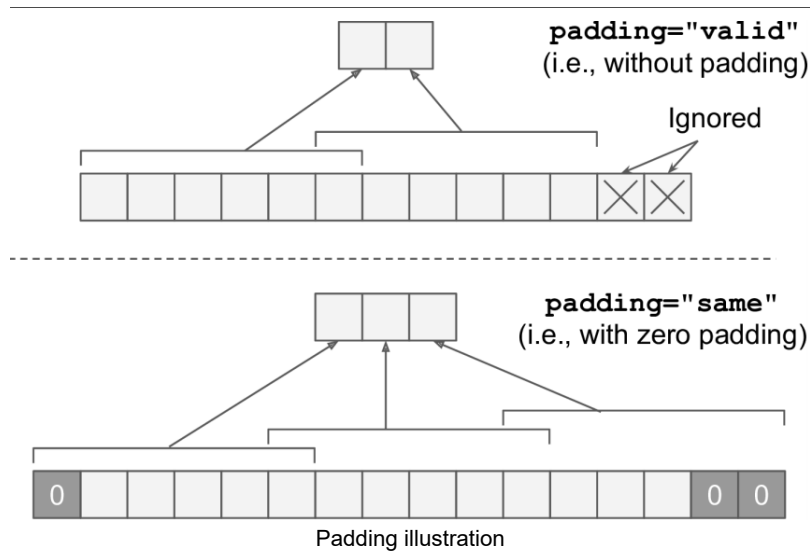 padding="valid"
(i.e., without padding)
Ignored
padding="same"
(i.e., with zero padding)
0 0 0
Padding illustration